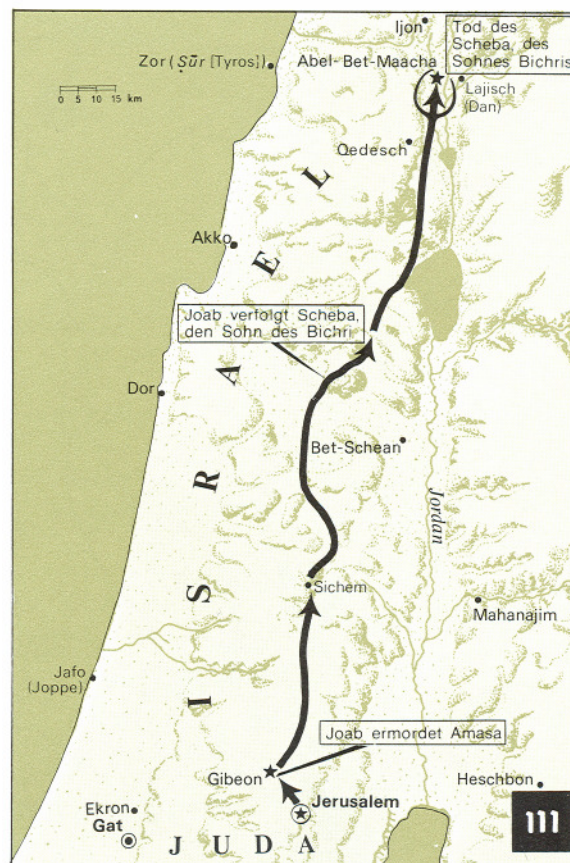 Ijon
Tod des
Scheba, des
Sohnes Bichris
Zor (Ṣūr [Tyros])
Abel-Bet-Maacha
Lajisch
(Dan)
0 5 10 15 km
Qedesch
Akko
Joab verfolgt Scheba,
den Sohn des Bichri
ISRAEL
Dor
Bet-Schean
Jordan
Sichem
Mahanajim
Jafo
(Joppe)
Joab ermordet Amasa
Gibeon
Heschbon
Jerusalem
Ekron
Gat
JUDA
111